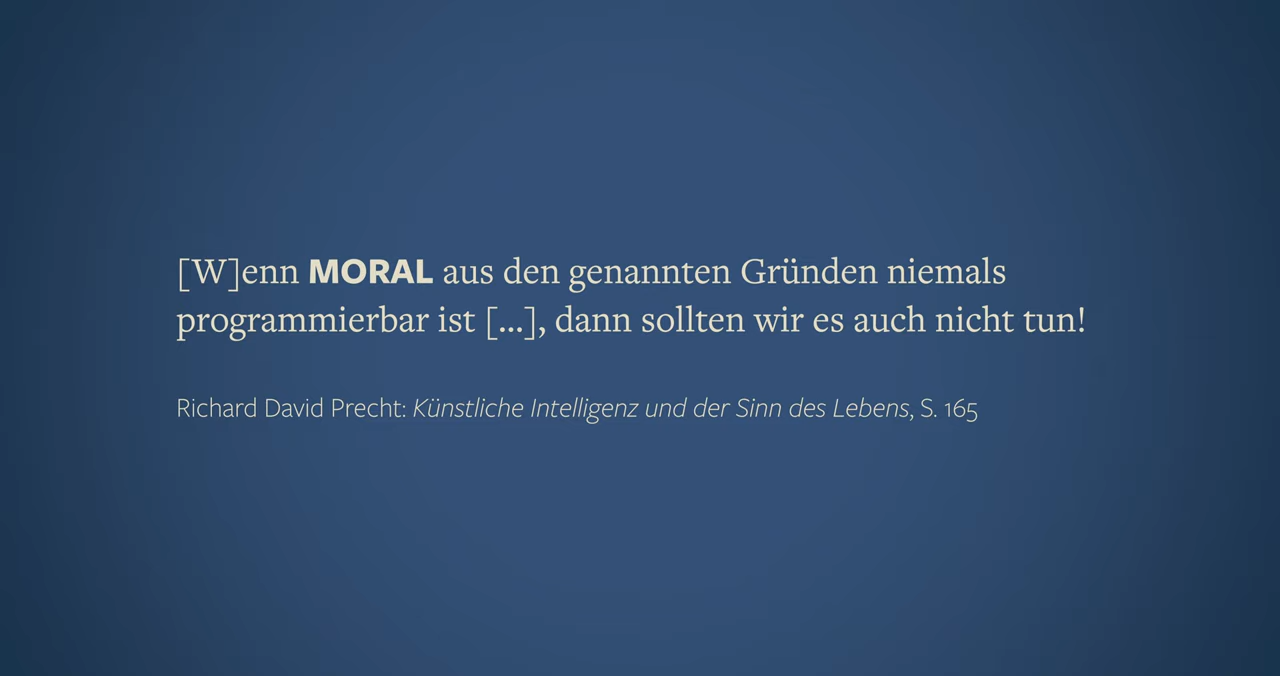 [W]enn MORAL aus den genannten Gründen niemals
programmierbar ist [...], dann sollten wir es auch nicht tun!
Richard David Precht: Künstliche Intelligenz und der Sinn des Lebens, S. 165